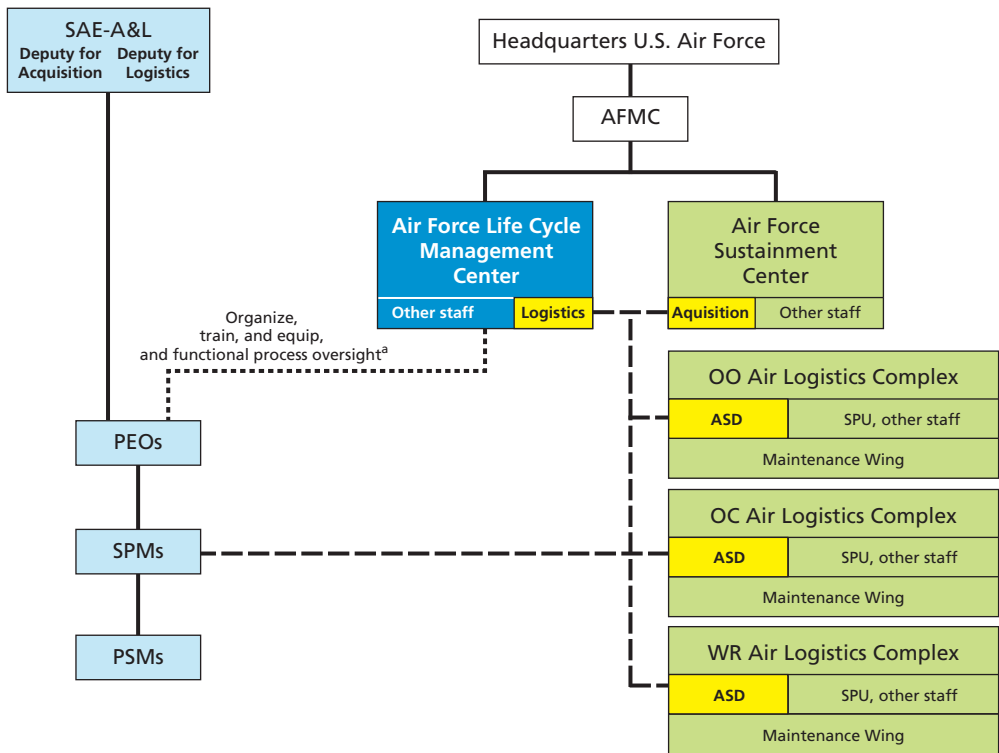 SAE-A&L
Deputy for Acquisition
Deputy for Logistics
Headquarters U.S. Air Force
AFMC
Air Force Life Cycle
Management
Center
Other staff
Logistics
Air Force
Sustainment
Center
Aquisition
Other staff
Organize,
train, and equip,
and functional process oversightᵃ
OO Air Logistics Complex
ASD
SPU, other staff
Maintenance Wing
PEOs
OC Air Logistics Complex
ASD
SPU, other staff
Maintenance Wing
SPMs
PSMs
WR Air Logistics Complex
ASD
SPU, other staff
Maintenance Wing